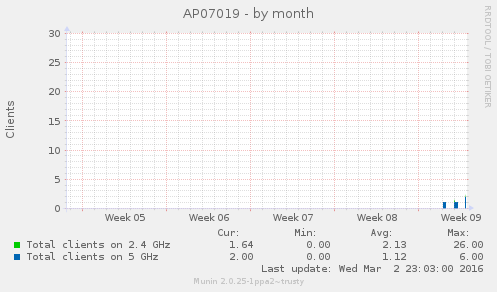 AP07019 - by month
RRDTOOL / TOBI OETIKER
Clients
30
25
20
15
10
5
0
Week 05 Week 06 Week 07 Week 08 Week 09
Cur: Min: Avg: Max:
Total clients on 2.4 GHz 1.64 0.00 2.13 26.00
Total clients on 5 GHz 2.00 0.00 1.12 6.00
Last update: Wed Mar 2 23:03:00 2016
Munin 2.0.25-1ppa2~trusty